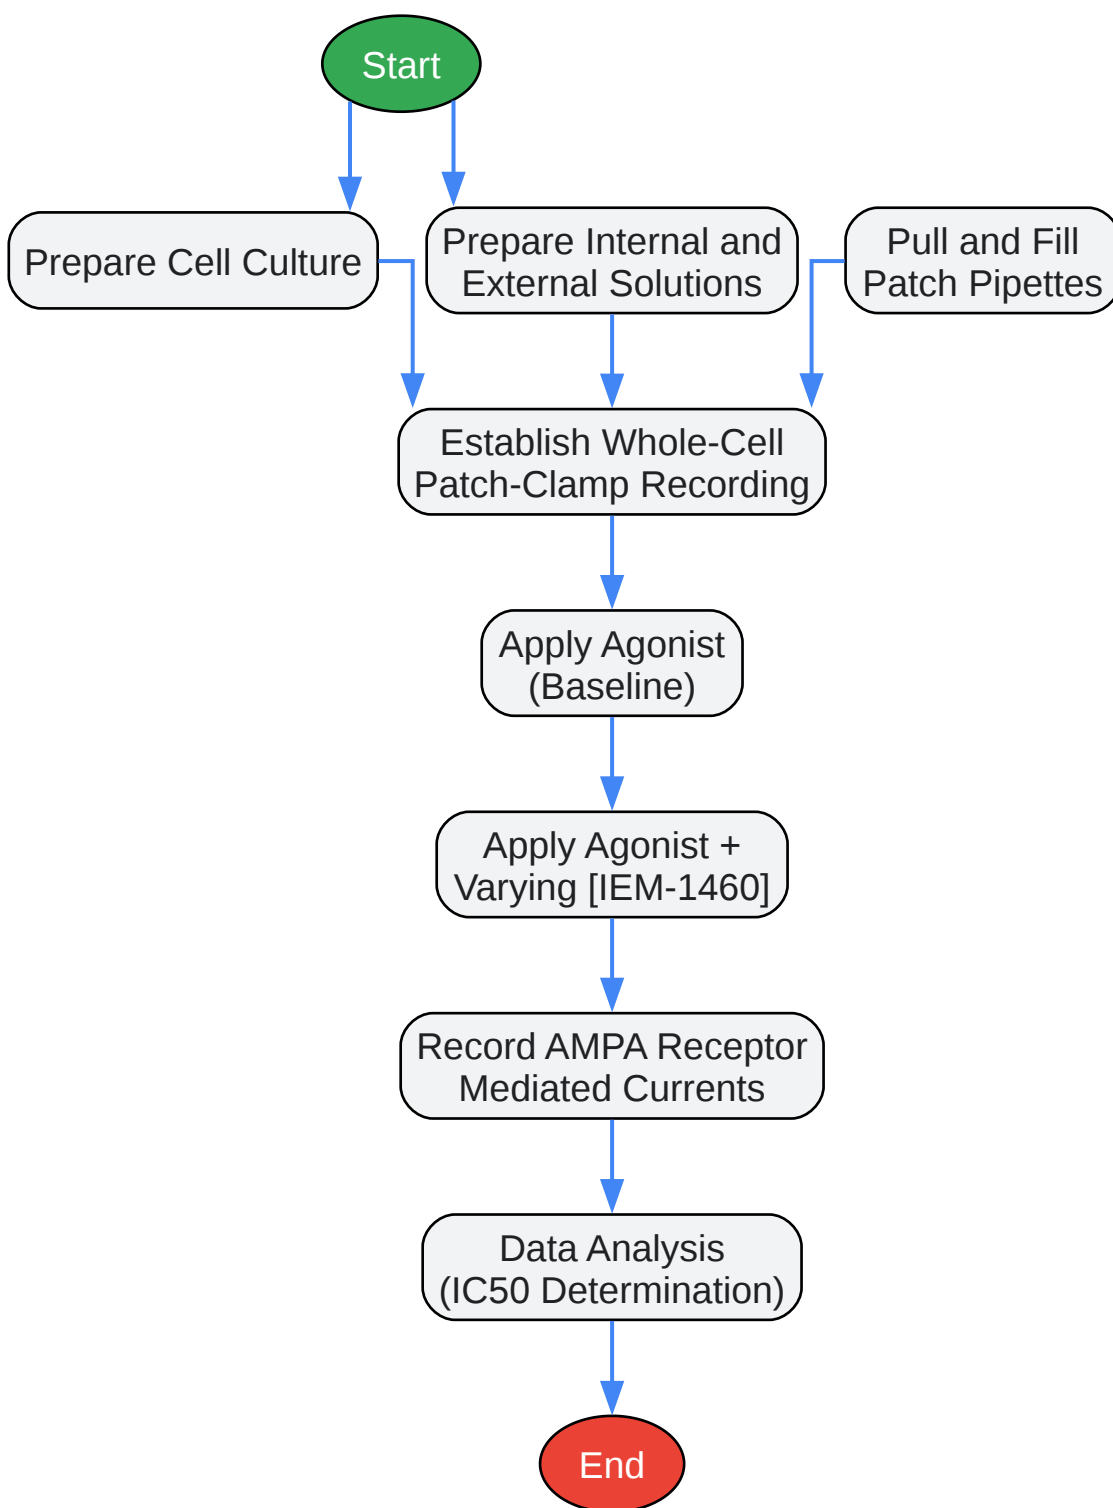 Start
Prepare Cell Culture
Prepare Internal and
External Solutions
Pull and Fill
Patch Pipettes
Establish Whole-Cell
Patch-Clamp Recording
Apply Agonist
(Baseline)
Apply Agonist +
Varying [IEM-1460]
Record AMPA Receptor
Mediated Currents
Data Analysis
(IC50 Determination)
End